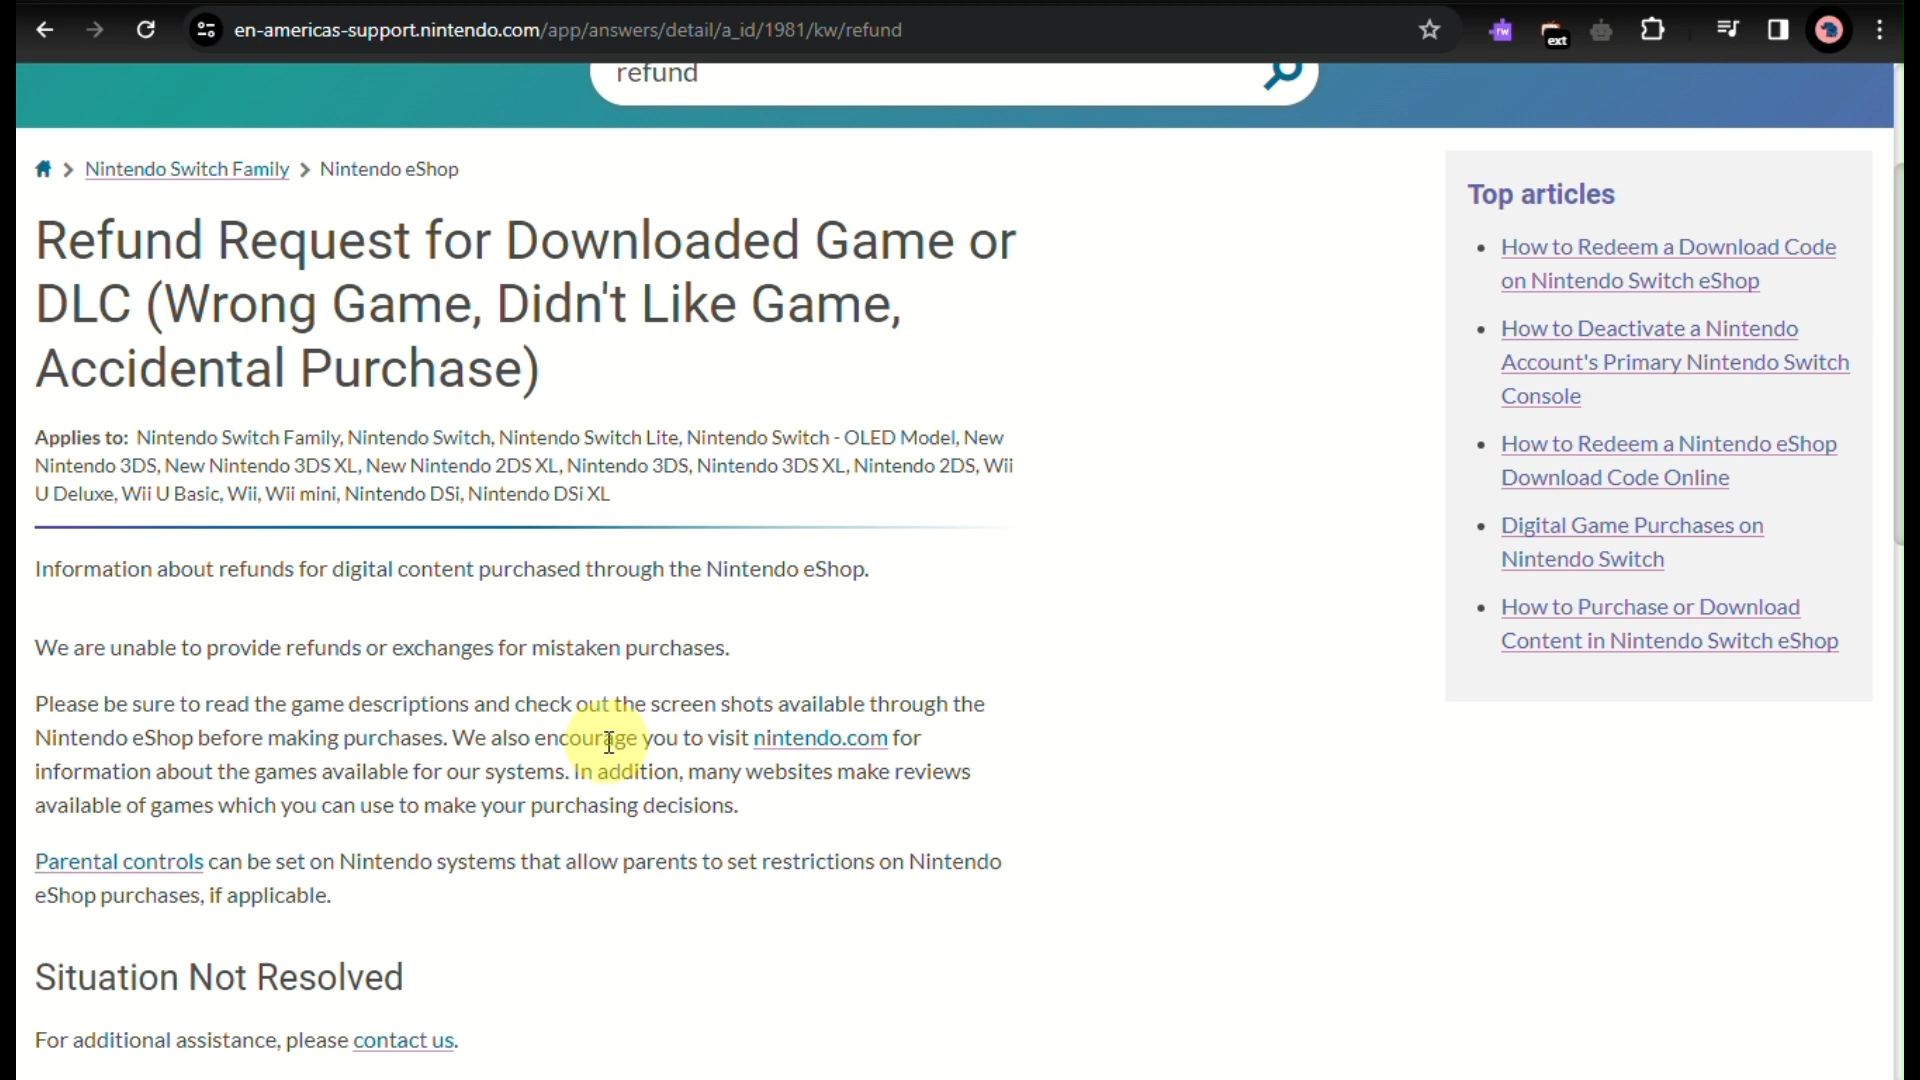 en-americas-support.nintendo.com/app/answers/detail/a_id/1981/kw/refund
rw
ext
refund
Nintendo Switch Family > Nintendo eShop
Refund Request for Downloaded Game or
DLC (Wrong Game, Didn't Like Game,
Accidental Purchase)
Applies to: Nintendo Switch Family, Nintendo Switch, Nintendo Switch Lite, Nintendo Switch - OLED Model, New
Nintendo 3DS, New Nintendo 3DS XL, New Nintendo 2DS XL, Nintendo 3DS, Nintendo 3DS XL, Nintendo 2DS, Wii
U Deluxe, Wii U Basic, Wii, Wii mini, Nintendo DSi, Nintendo DSi XL
Information about refunds for digital content purchased through the Nintendo eShop.
We are unable to provide refunds or exchanges for mistaken purchases.
Please be sure to read the game descriptions and check out the screen shots available through the
Nintendo eShop before making purchases. We also encourage you to visit nintendo.com for
information about the games available for our systems. In addition, many websites make reviews
available of games which you can use to make your purchasing decisions.
Parental controls can be set on Nintendo systems that allow parents to set restrictions on Nintendo
eShop purchases, if applicable.
Situation Not Resolved
For additional assistance, please contact us.
Top articles
How to Redeem a Download Code
on Nintendo Switch eShop
How to Deactivate a Nintendo
Account's Primary Nintendo Switch
Console
How to Redeem a Nintendo eShop
Download Code Online
Digital Game Purchases on
Nintendo Switch
How to Purchase or Download
Content in Nintendo Switch eShop